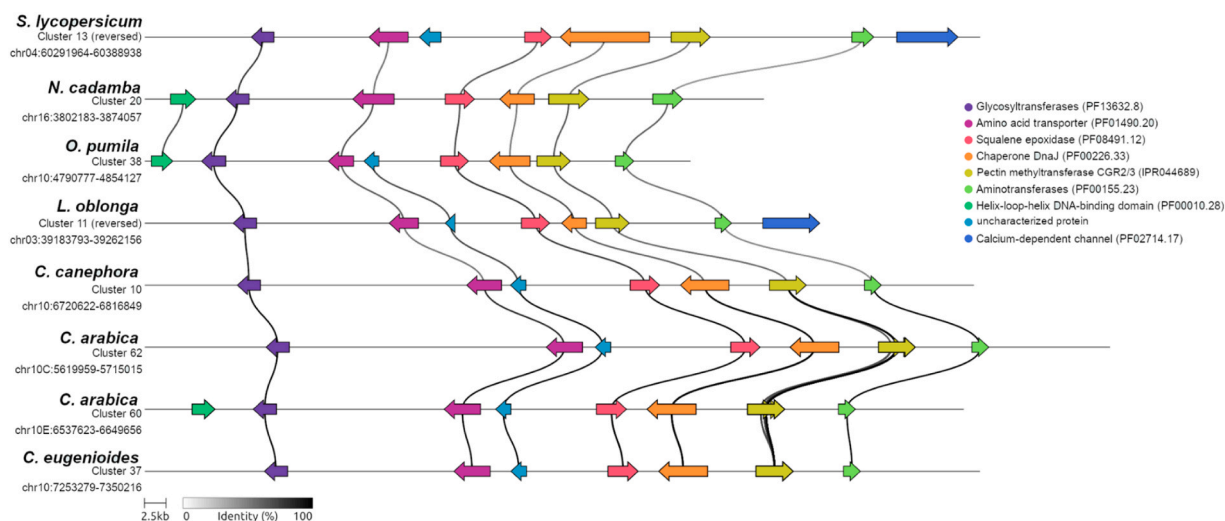 S. lycopersicum
Cluster 13 (reversed)
chr04:60291964-60388938
N. cadamba
Cluster 20
chr16:3802183-3874057
O. pumila
Cluster 38
chr10:4790777-4854127
L. oblonga
Cluster 11 (reversed)
chr03:39183793-39262156
C. canephora
Cluster 10
chr10:6720622-6816849
C. arabica
Cluster 62
chr10C:5619959-5715015
C. arabica
Cluster 60
chr10E:6537623-6649656
C. eugenioides
Cluster 37
chr10:7253279-7350216
2.5kb
0 Identity (%) 100
Glycosyltransferases (PF13632.8)
Amino acid transporter (PF01490.20)
Squalene epoxidase (PF08491.12)
Chaperone DnaJ (PF00226.33)
Pectin methyltransferase CGR2/3 (IPR044689)
Aminotransferases (PF00155.23)
Helix-loop-helix DNA-binding domain (PF00010.28)
uncharacterized protein
Calcium-dependent channel (PF02714.17)